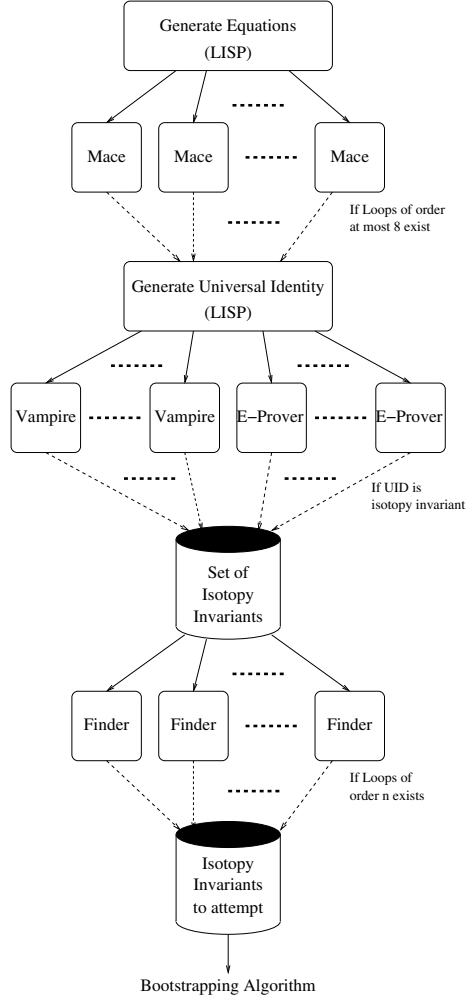 Generate Equations
(LISP)
Mace
Mace
Mace
If Loops of order
at most 8 exist
Generate Universal Identity
(LISP)
Vampire
Vampire
E−Prover
E−Prover
If UID is
isotopy invariant
Set of
Isotopy
Invariants
Finder
Finder
Finder
If Loops of
order n exists
Isotopy
Invariants
to attempt
Bootstrapping Algorithm